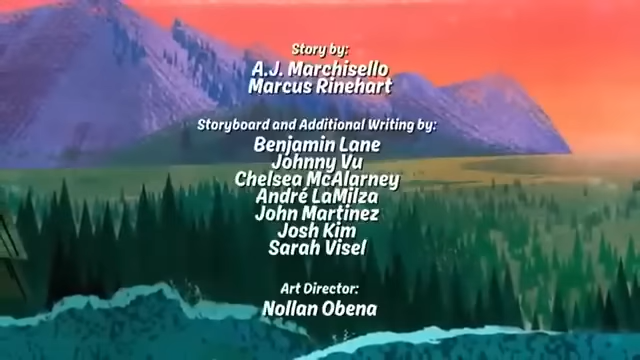 Story by:
A.J. Marchisello
Marcus Rinehart
Storyboard and Additional Writing by:
Benjamin Lane
Johnny Vu
Chelsea McAlarney
André LaMilza
John Martinez
Josh Kim
Sarah Visel
Art Director:
Nollan Obena